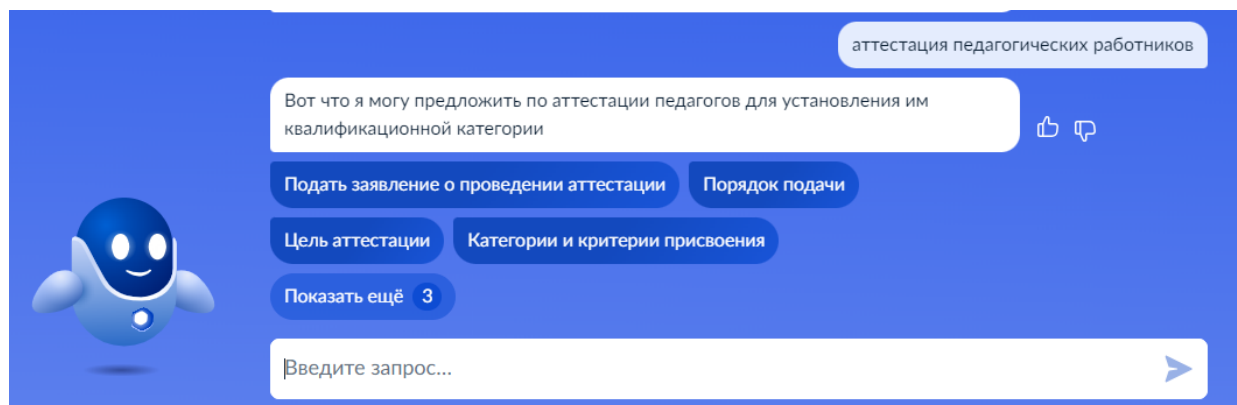 аттестация педагогических работников
Вот что я могу предложить по аттестации педагогов для установления им
квалификационной категории
Подать заявление о проведении аттестации
Порядок подачи
Цель аттестации
Категории и критерии присвоения
Показать ещё 3
Введите запрос...